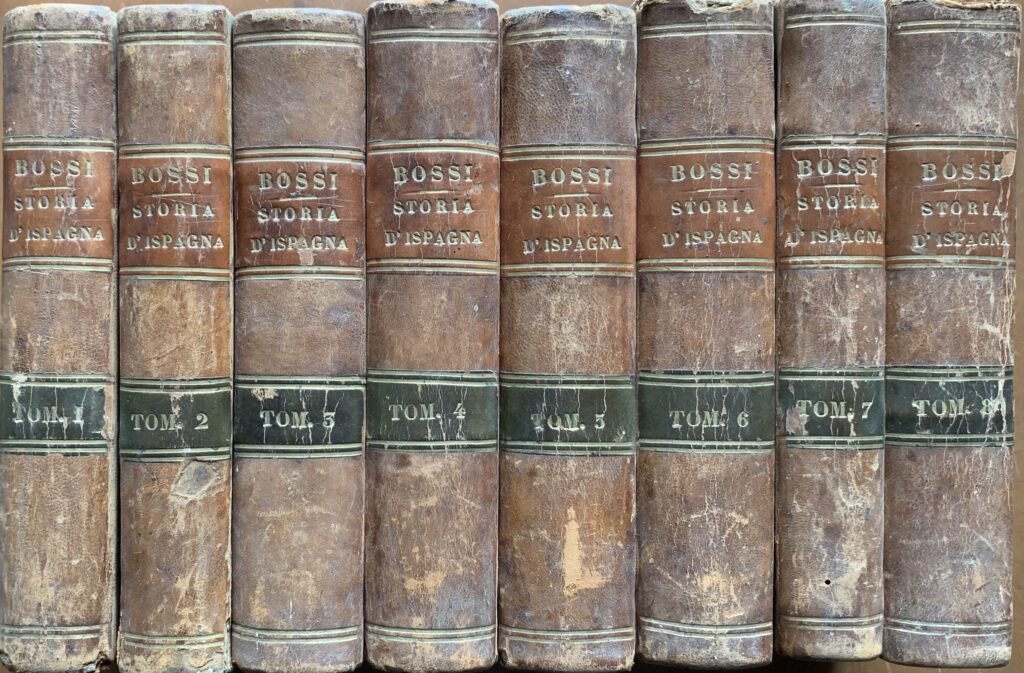 BOSSI
STORIA
D'ISPAGNA
TOM. 1
BOSSI
STORIA
D'ISPAGNA
TOM. 2
BOSSI
STORIA
D'ISPAGNA
TOM. 3
BOSSI
STORIA
D'ISPAGNA
TOM. 4
BOSSI
STORIA
D'ISPAGNA
TOM. 5
BOSSI
STORIA
D'ISPAGNA
TOM. 6
BOSSI
STORIA
D'ISPAGNA
TOM. 7
BOSSI
STORIA
D'ISPAGNA
TOM. 8